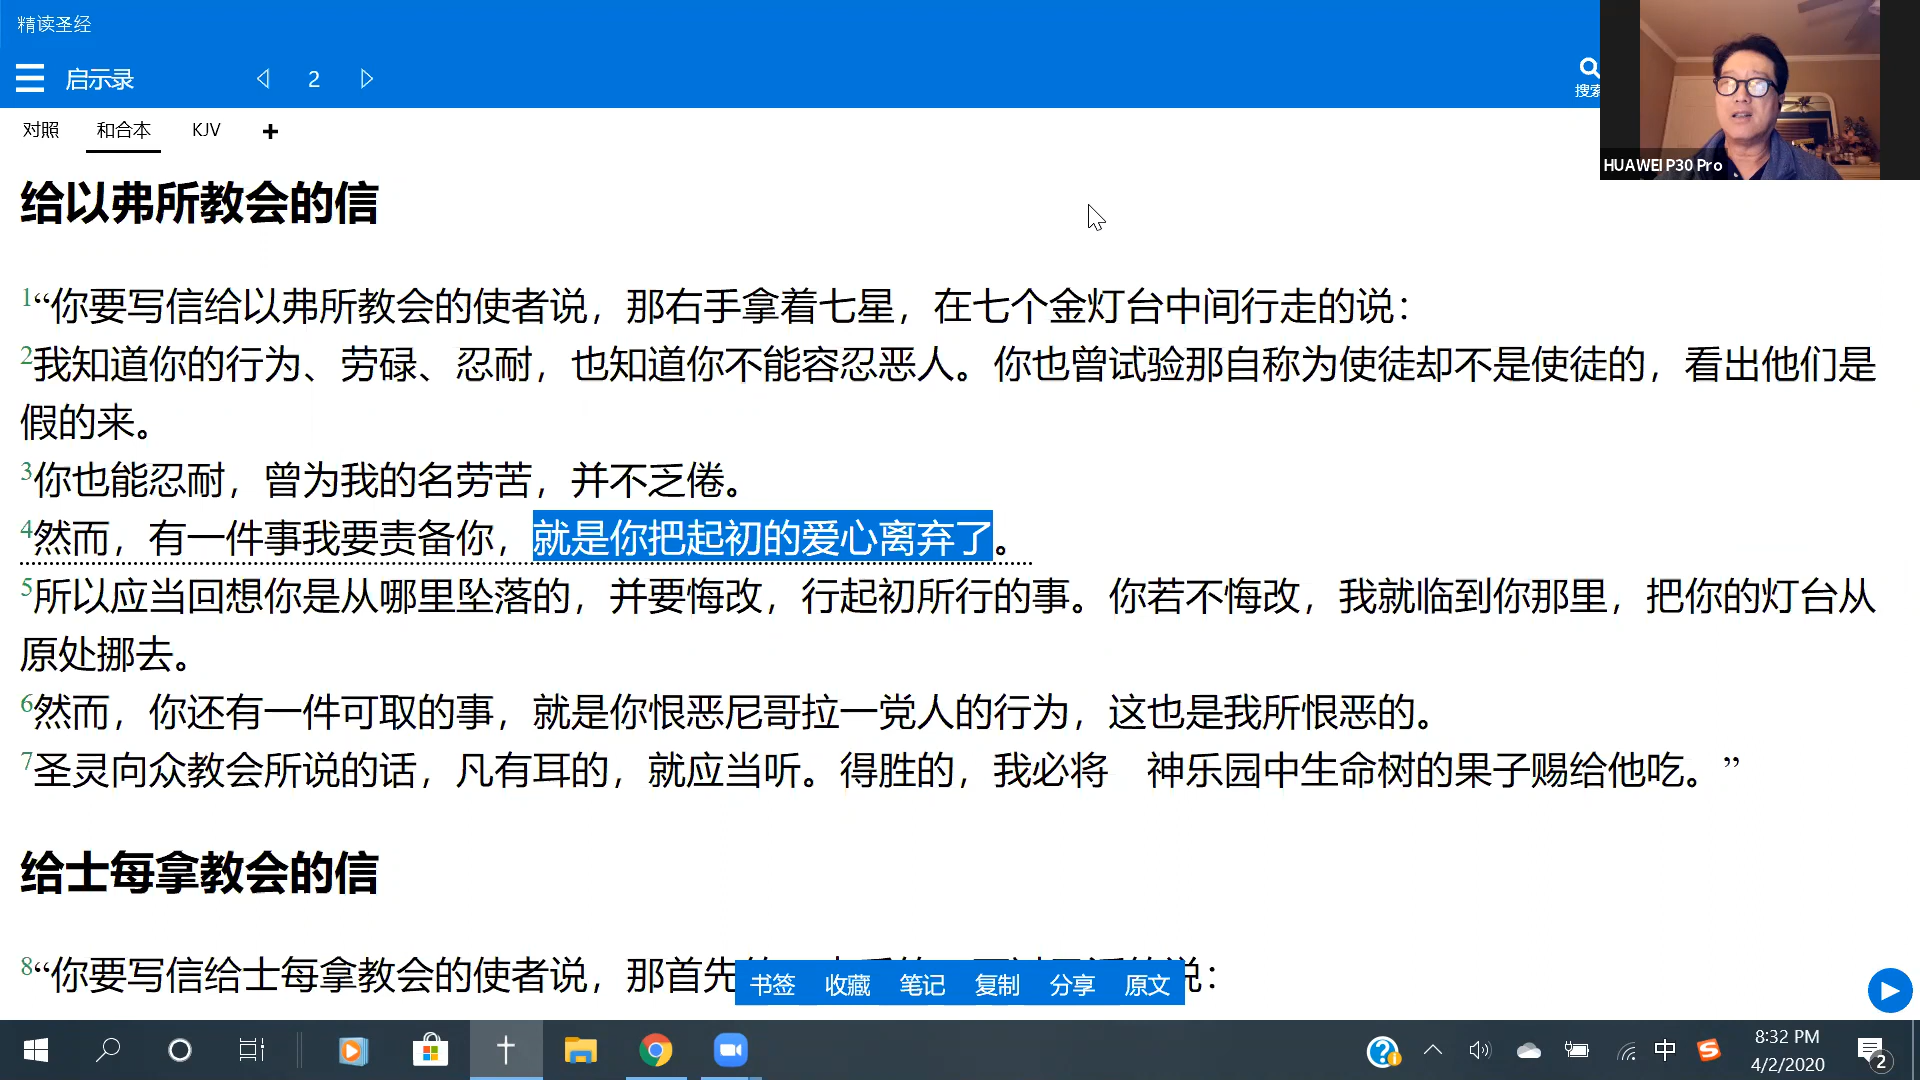 精读圣经
启示录 2
搜索
HUAWEI P30 Pro
对照 和合本 KJV +
给以弗所教会的信
1“你要写信给以弗所教会的使者说，那右手拿着七星，在七个金灯台中间行走的说：
2我知道你的行为、劳碌、忍耐，也知道你不能容忍恶人。你也曾试验那自称为使徒却不是使徒的，看出他们是
假的来。
3你也能忍耐，曾为我的名劳苦，并不乏倦。
4然而，有一件事我要责备你，就是你把起初的爱心离弃了。
5所以应当回想你是从哪里坠落的，并要悔改，行起初所行的事。你若不悔改，我就临到你那里，把你的灯台从
原处挪去。
6然而，你还有一件可取的事，就是你恨恶尼哥拉一党人的行为，这也是我所恨恶的。
7圣灵向众教会所说的话，凡有耳的，就应当听。得胜的，我必将　神乐园中生命树的果子赐给他吃。”
给士每拿教会的信
8“你要写信给士每拿教会的使者说，那首先 说：
书签 收藏 笔记 复制 分享 原文
中
8:32 PM
4/2/2020
2